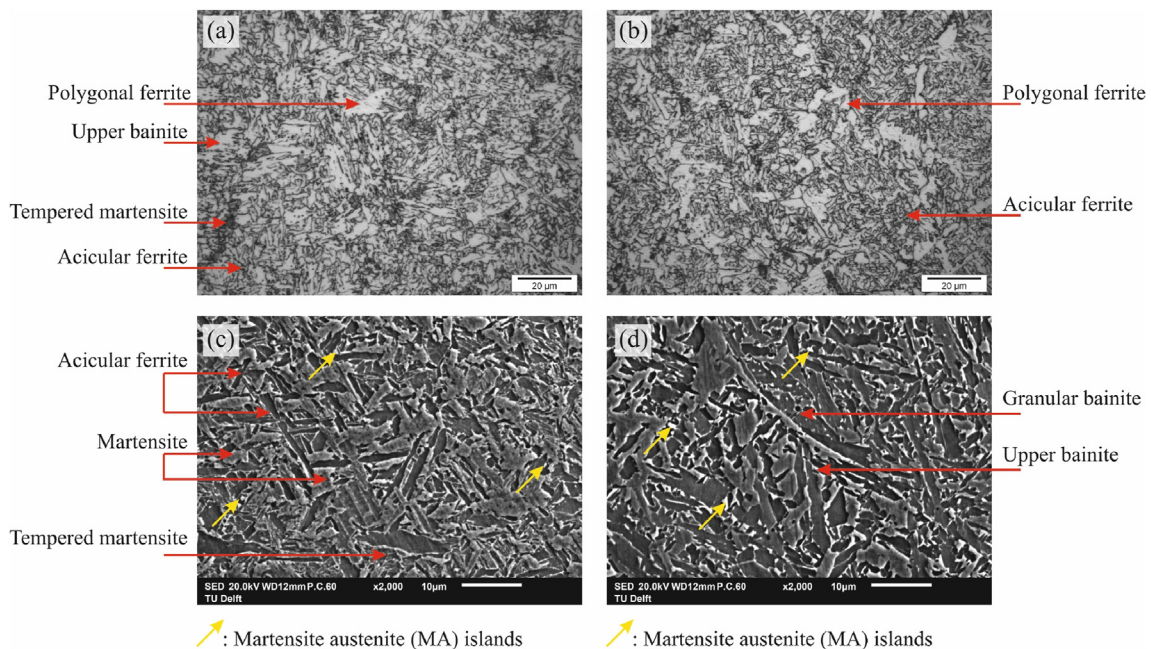 (a)
Polygonal ferrite
Upper bainite
Tempered martensite
Acicular ferrite
20 µm
(b)
Polygonal ferrite
Acicular ferrite
20 µm
(c)
Acicular ferrite
Martensite
Tempered martensite
SED 20.0kV WD12mm P.C.60 x2,000 10µm
TU Delft
(d)
Granular bainite
Upper bainite
SED 20.0kV WD12mm P.C.60 x2,000 10µm
TU Delft
: Martensite austenite (MA) islands
: Martensite austenite (MA) islands